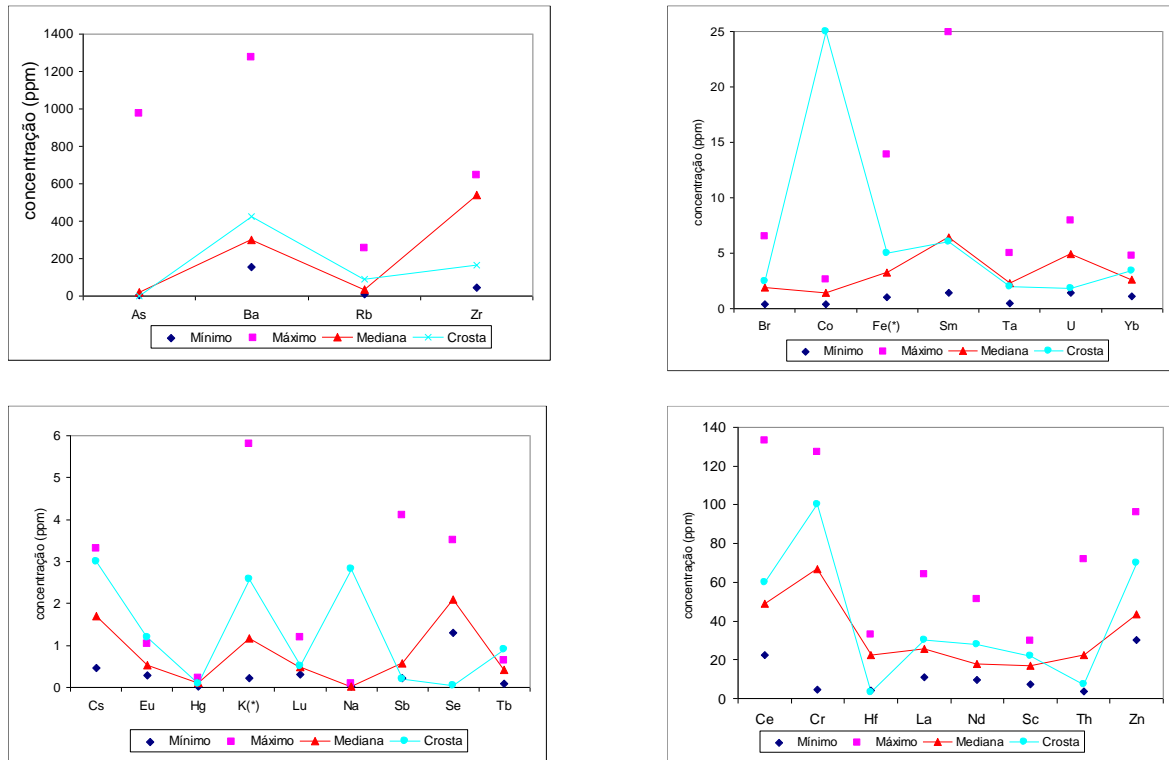 1400
1200
1000
800
600
400
200
0
concentração (ppm)
As Ba Rb Zr
Mínimo Máximo Mediana Crosta
25
20
15
10
5
0
concentração (ppm)
Br Co Fe(*) Sm Ta U Yb
Mínimo Máximo Mediana Crosta
6
5
4
3
2
1
0
concentração (ppm)
Cs Eu Hg K(*) Lu Na Sb Se Tb
Mínimo Máximo Mediana Crosta
140
120
100
80
60
40
20
0
concentração (ppm)
Ce Cr Hf La Nd Sc Th Zn
Mínimo Máximo Mediana Crosta